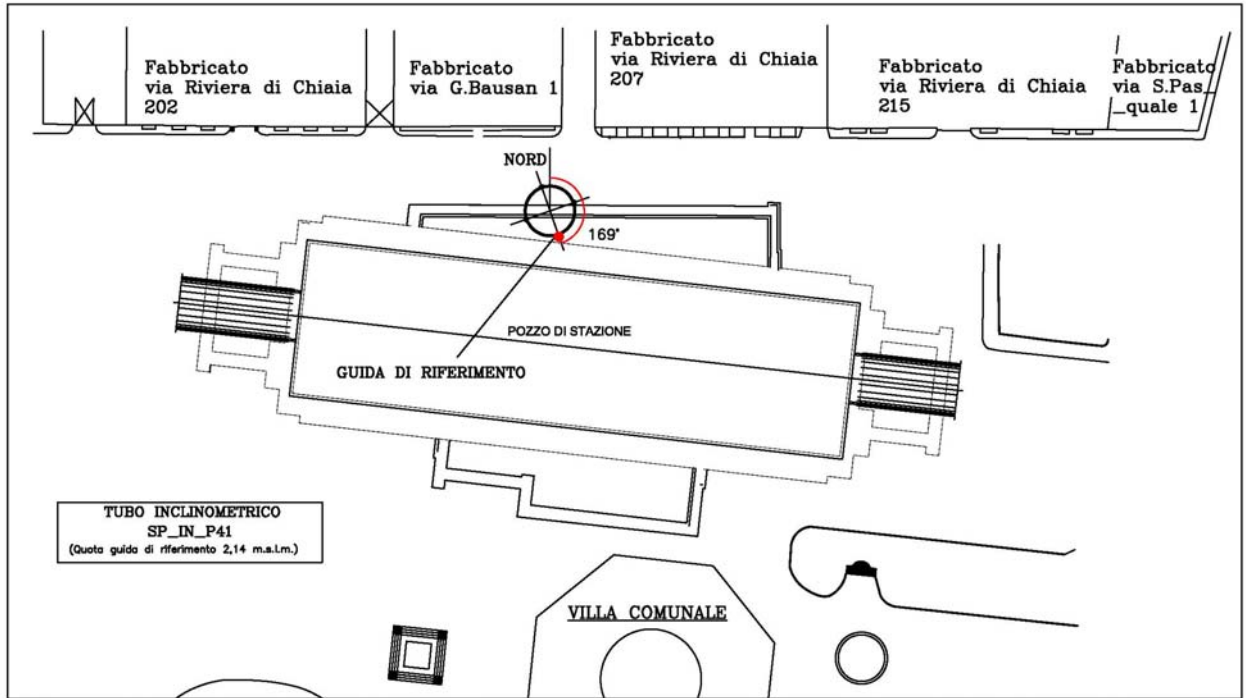 Fabbricato
via Riviera di Chiaia
202
Fabbricato
via G.Bausan 1
Fabbricato
via Riviera di Chiaia
207
Fabbricato
via Riviera di Chiaia
215
Fabbricato
via S.Pas_
_quale 1
NORD
169°
POZZO DI STAZIONE
GUIDA DI RIFERIMENTO
TUBO INCLINOMETRICO
SP_IN_P41
(Quota guida di riferimento 2,14 m.s.l.m.)
VILLA COMUNALE